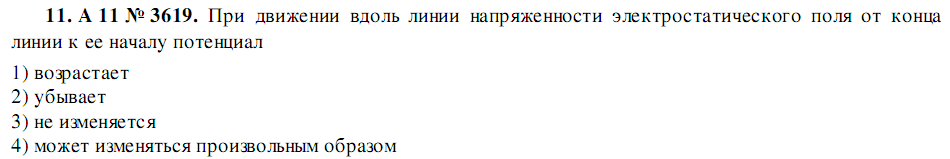 11. А 11 № 3619. При движении вдоль линии напряженности электростатического поля от конца
линии к ее началу потенциал
1) возрастает
2) убывает
3) не изменяется
4) может изменяться произвольным образом